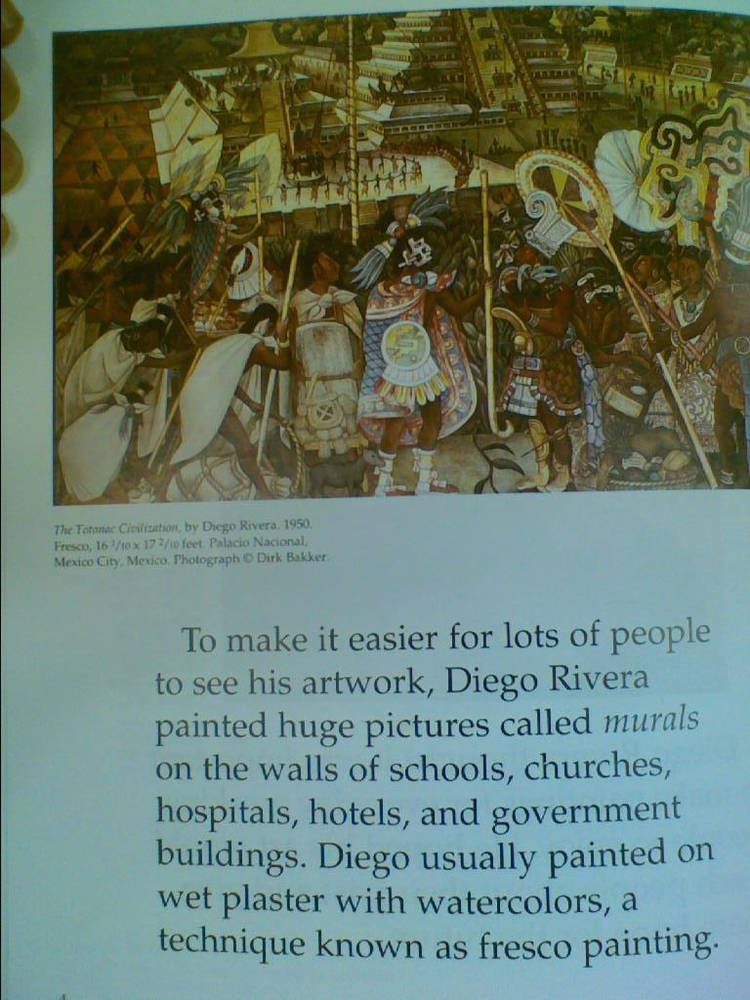 The Totonac Civilization, by Diego Rivera. 1950.
Fresco, 16 1/10 x 17 2/10 feet. Palacio Nacional,
Mexico City, Mexico. Photograph © Dirk Bakker.
To make it easier for lots of people
to see his artwork, Diego Rivera
painted huge pictures called murals
on the walls of schools, churches,
hospitals, hotels, and government
buildings. Diego usually painted on
wet plaster with watercolors, a
technique known as fresco painting.